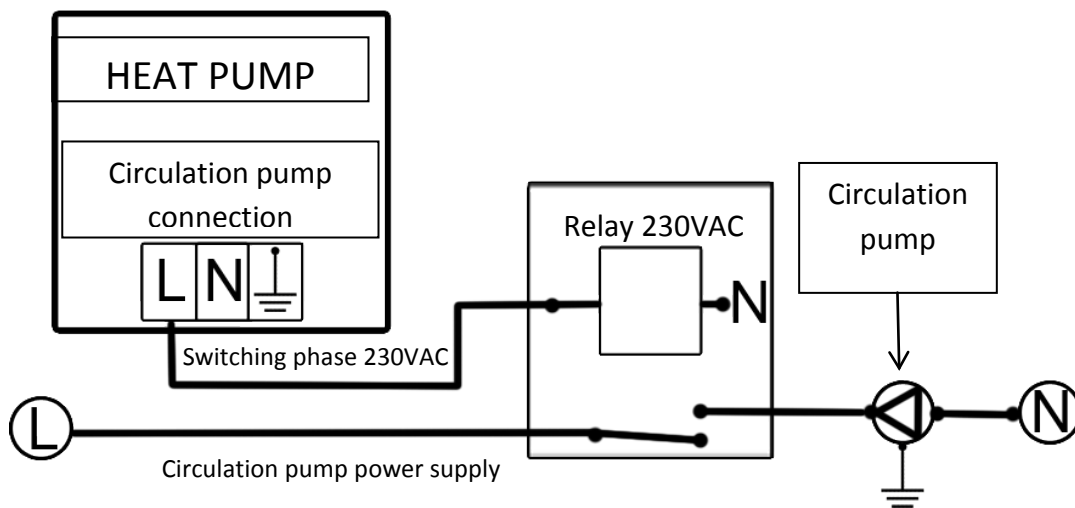 HEAT PUMP
Circulation pump
connection
L N
Switching phase 230VAC
Relay 230VAC
N
Circulation
pump
L
Circulation pump power supply
N